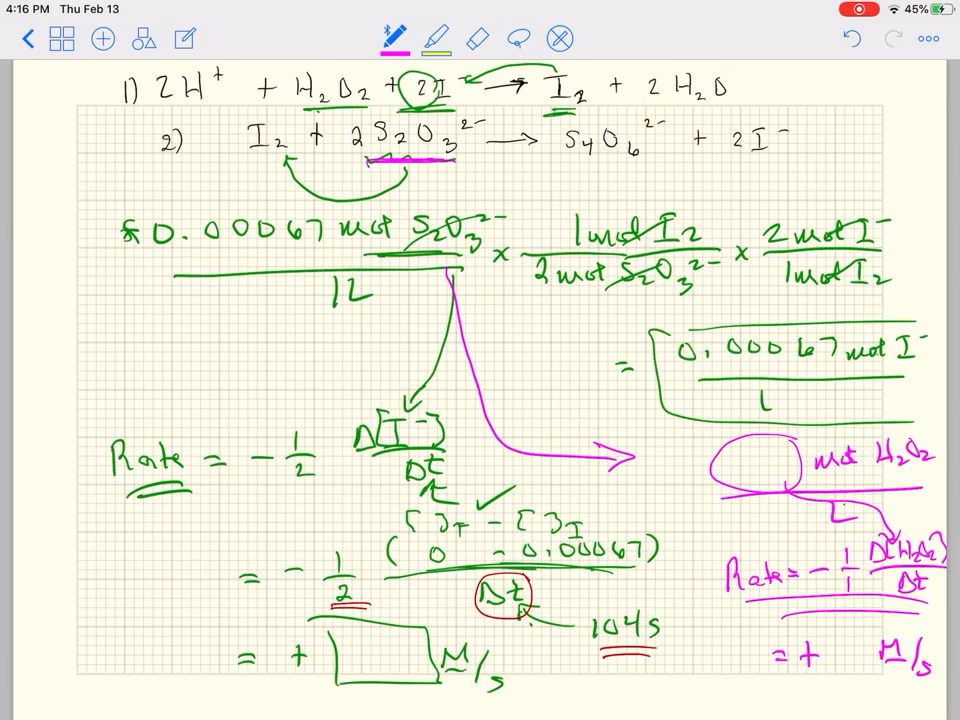 4:16 PM Thu Feb 13 45%
1) 2H⁺ + H₂O₂ + 2I⁻ → I₂ + 2H₂O
2) I₂ + 2S₂O₃²⁻ → S₄O₆²⁻ + 2I⁻
* 0.00067 mol S₂O₃²⁻ / 1L × 1 mol I₂ / 2 mol S₂O₃²⁻ × 2 mol I⁻ / 1 mol I₂
= 0.00067 mol I⁻ / L
Rate = - 1/2 Δ[I⁻] / Δt
mol H₂O₂ / L
[ ]F - [ ]I
= - 1/2 (0 - 0.00067) / Δt
104s
Rate = - 1/1 Δ[H₂O₂] / Δt
= + M/s
= + M/s